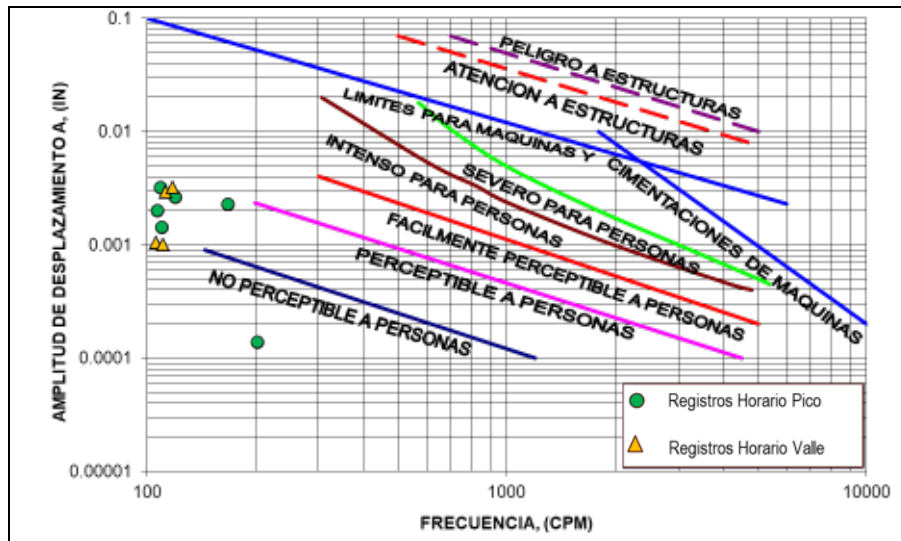 0.1
0.01
0.001
0.0001
0.00001
AMPLITUD DE DESPLAZAMIENTO A, (IN)
PELIGRO A ESTRUCTURAS
ATENCION A ESTRUCTURAS
LIMITES PARA MAQUINAS Y CIMENTACIONES DE MAQUINAS
SEVERO PARA PERSONAS
INTENSO PARA PERSONAS
FACILMENTE PERCEPTIBLE A PERSONAS
PERCEPTIBLE A PERSONAS
NO PERCEPTIBLE A PERSONAS
Registros Horario Pico
Registros Horario Valle
100
1000
10000
FRECUENCIA, (CPM)